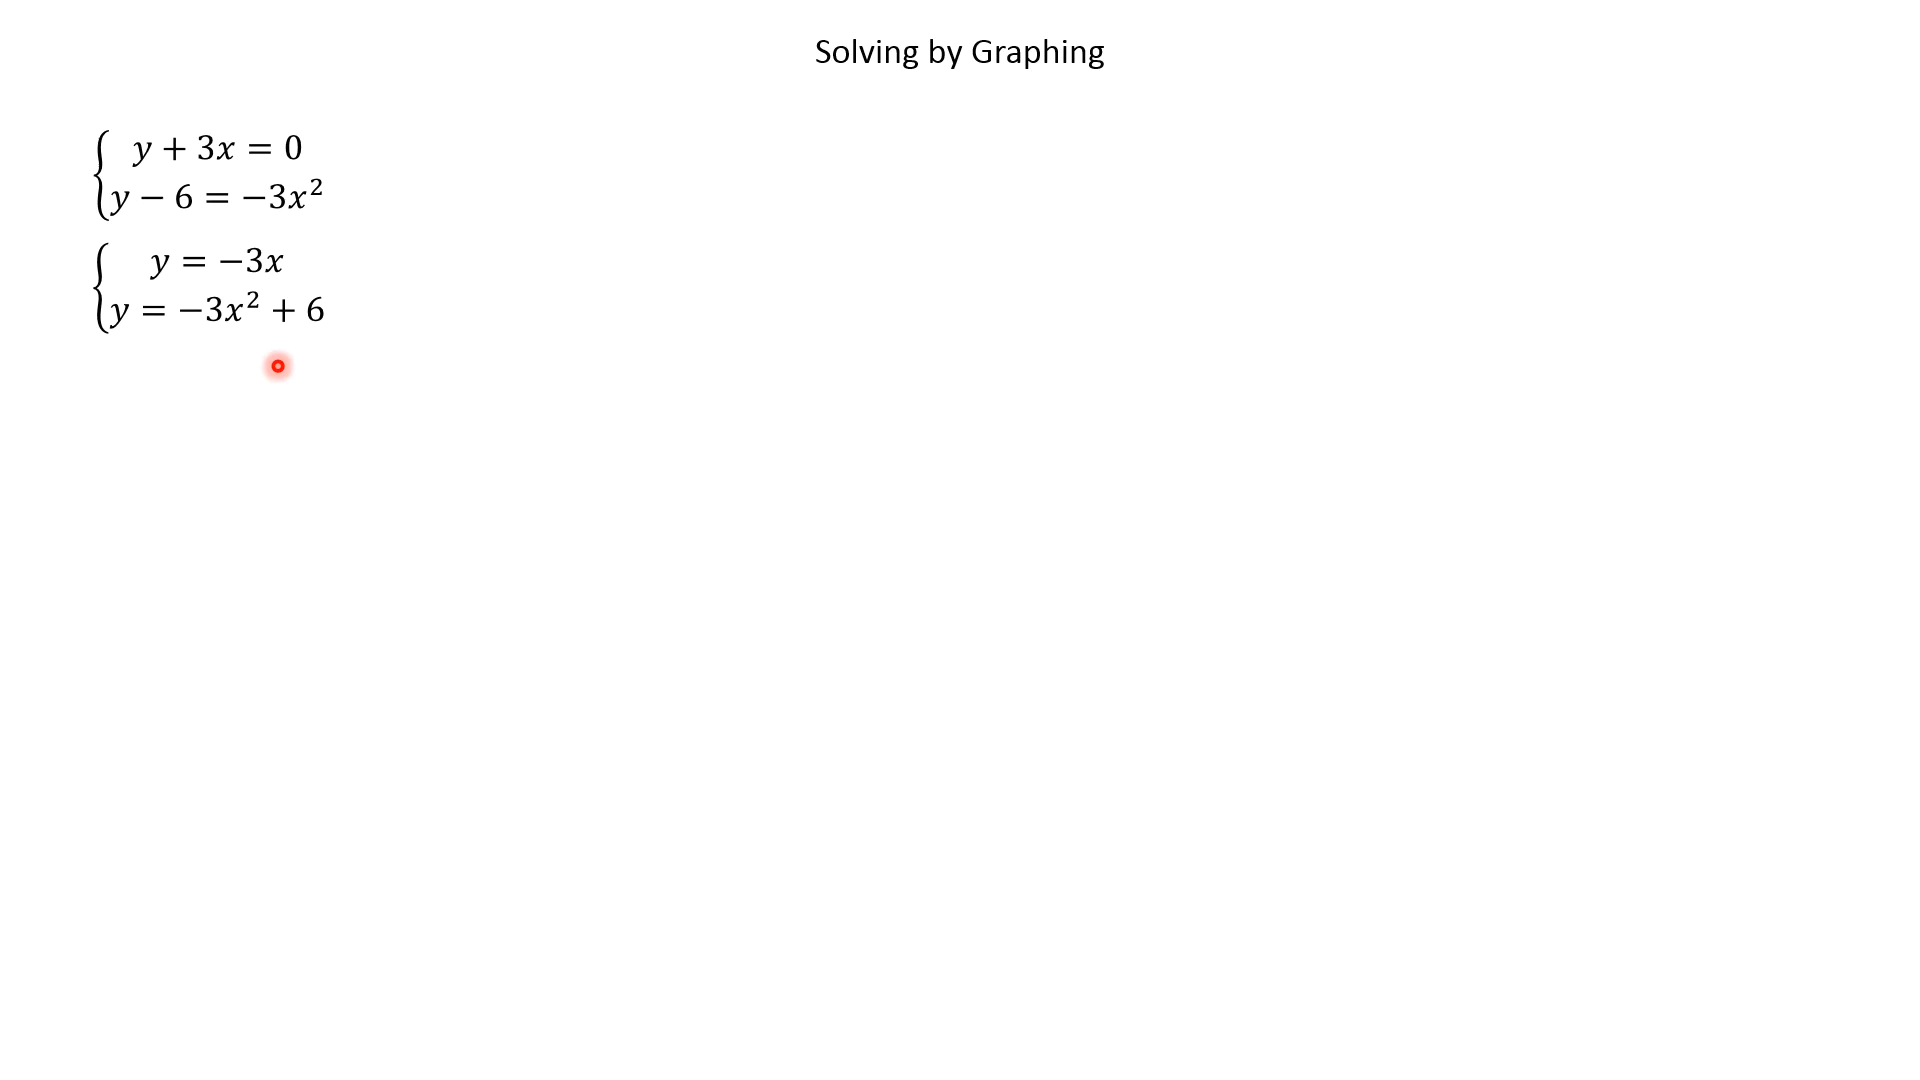 Solving by Graphing
y + 3x = 0
y − 6 = −3x²
y = −3x
y = −3x² + 6